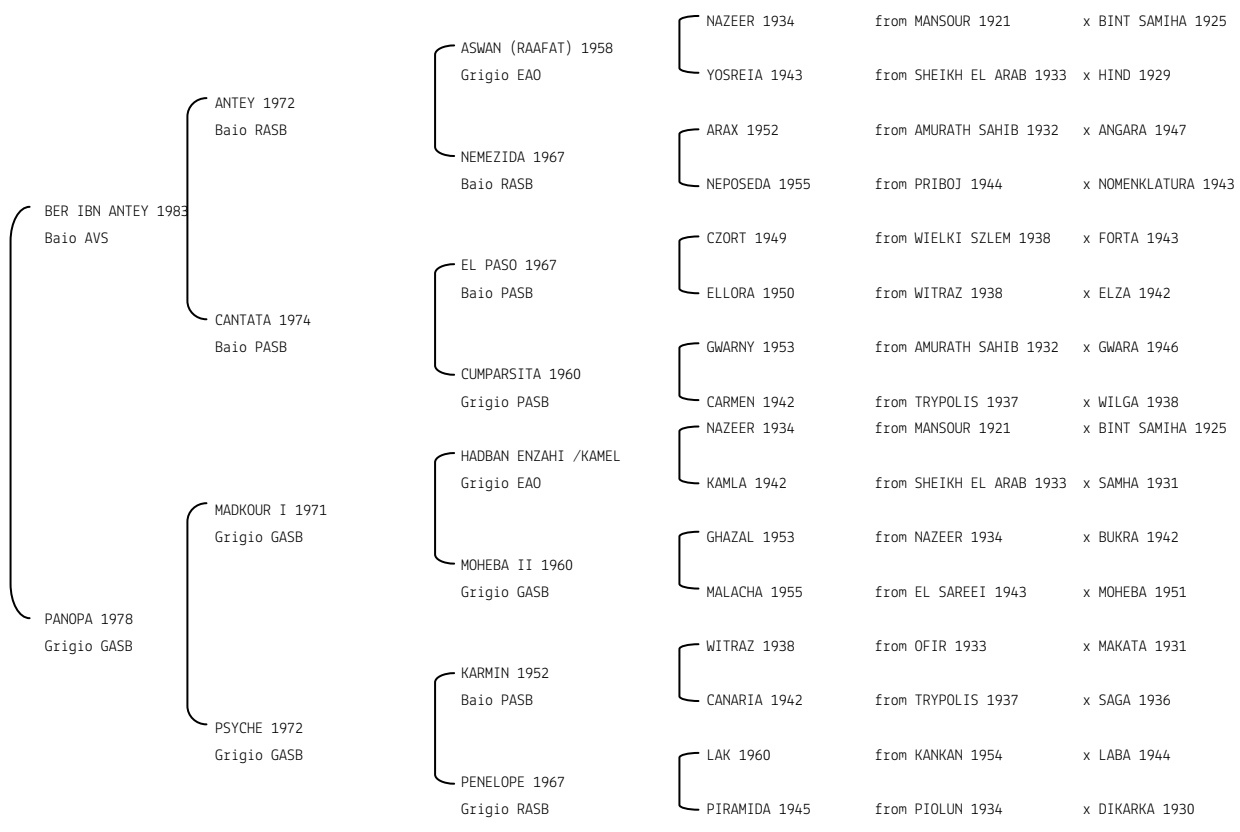 NAZEER 1934 from MANSOUR 1921 x BINT SAMIHA 1925
ASWAN (RAAFAT) 1958
Grigio EAO
YOSREIA 1943 from SHEIKH EL ARAB 1933 x HIND 1929
ANTEY 1972
Baio RASB
ARAX 1952 from AMURATH SAHIB 1932 x ANGARA 1947
NEMEZIDA 1967
Baio RASB
NEPOSEDA 1955 from PRIBOJ 1944 x NOMENKLATURA 1943
BER IBN ANTEY 1983
Baio AVS
CZORT 1949 from WIELKI SZLEM 1938 x FORTA 1943
EL PASO 1967
Baio PASB
ELLORA 1950 from WITRAZ 1938 x ELZA 1942
CANTATA 1974
Baio PASB
GWARNY 1953 from AMURATH SAHIB 1932 x GWARA 1946
CUMPARSITA 1960
Grigio PASB
CARMEN 1942 from TRYPOLIS 1937 x WILGA 1938
NAZEER 1934 from MANSOUR 1921 x BINT SAMIHA 1925
HADBAN ENZAHI /KAMEL
Grigio EAO
KAMLA 1942 from SHEIKH EL ARAB 1933 x SAMHA 1931
MADKOUR I 1971
Grigio GASB
GHAZAL 1953 from NAZEER 1934 x BUKRA 1942
MOHEBA II 1960
Grigio GASB
MALACHA 1955 from EL SAREEI 1943 x MOHEBA 1951
PANOPA 1978
Grigio GASB
WITRAZ 1938 from OFIR 1933 x MAKATA 1931
KARMIN 1952
Baio PASB
CANARIA 1942 from TRYPOLIS 1937 x SAGA 1936
PSYCHE 1972
Grigio GASB
LAK 1960 from KANKAN 1954 x LABA 1944
PENELOPE 1967
Grigio RASB
PIRAMIDA 1945 from PIOLUN 1934 x DIKARKA 1930